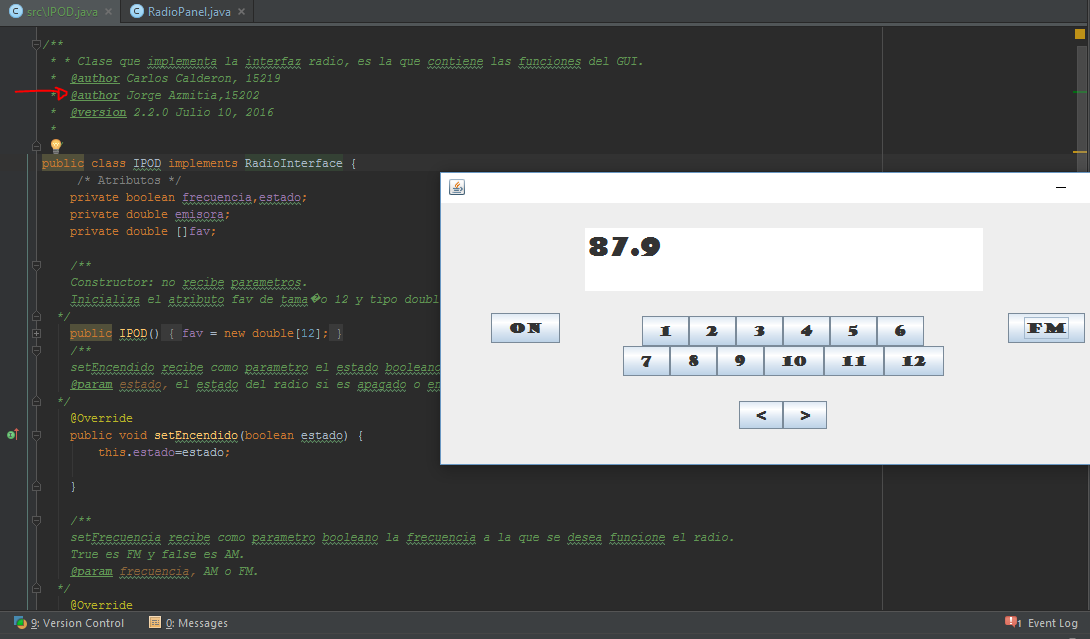 src\IPOD.java × RadioPanel.java ×
/**
* * Clase que implementa la interfaz radio, es la que contiene las funciones del GUI.
* @author Carlos Calderon, 15219
* @author Jorge Azmitia,15202
* @version 2.2.0 Julio 10, 2016
*
public class IPOD implements RadioInterface {
/* Atributos */
private boolean frecuencia,estado;
private double emisora;
private double []fav;
/**
Constructor: no recibe parametros.
Inicializa el atributo fav de tama�o 12 y tipo doubl
*/
public IPOD() { fav = new double[12]; }
/**
setEncendido recibe como parametro el estado booleano
@param estado, el estado del radio si es apagado o en
*/
@Override
public void setEncendido(boolean estado) {
this.estado=estado;
}
/**
setFrecuencia recibe como parametro booleano la frecuencia a la que se desea funcione el radio.
True es FM y false es AM.
@param frecuencia, AM o FM.
*/
@Override
87.9
ON
1 2 3 4 5 6
FM
7 8 9 10 11 12
< >
9: Version Control 0: Messages 1 Event Log